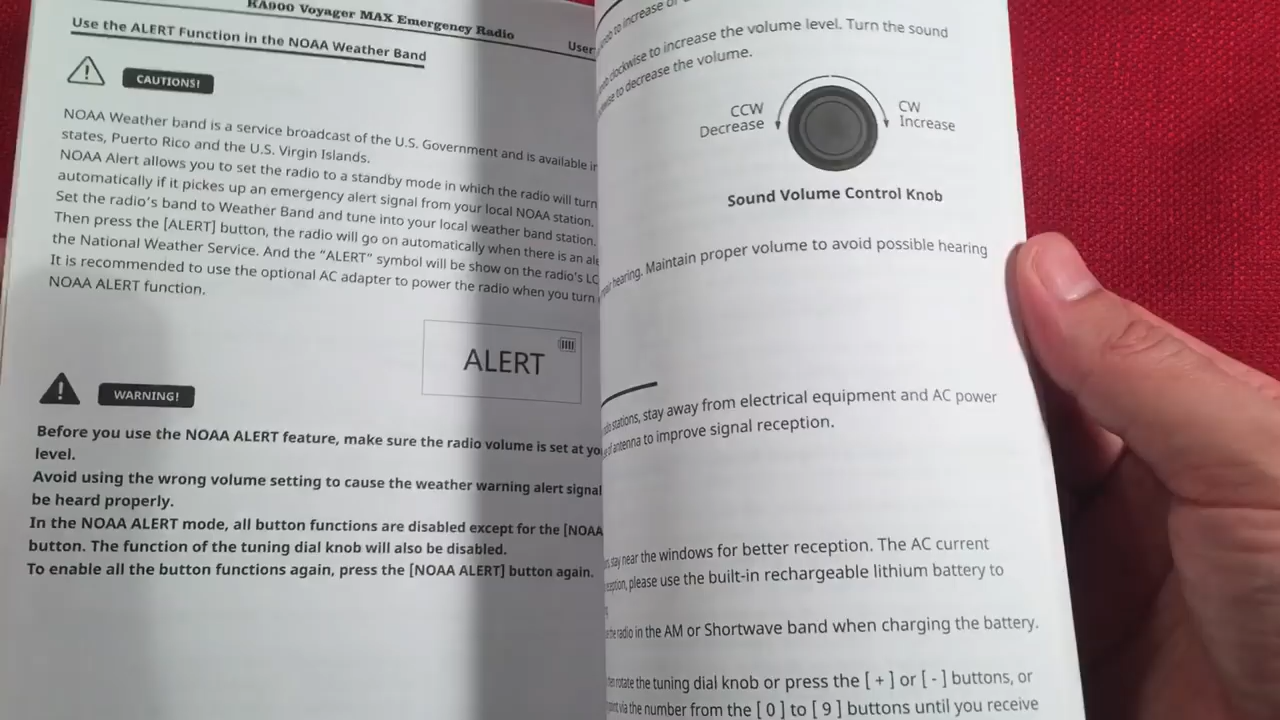 KA900 Voyager MAX Emergency Radio
User
Use the ALERT Function in the NOAA Weather Band
CAUTIONS!
NOAA Weather band is a service broadcast of the U.S. Government and is available in
states, Puerto Rico and the U.S. Virgin Islands.
NOAA Alert allows you to set the radio to a standby mode in which the radio will turn
automatically if it pickes up an emergency alert signal from your local NOAA station.
Set the radio's band to Weather Band and tune into your local weather band station.
Then press the [ALERT] button, the radio will go on automatically when there is an
the National Weather Service. And the "ALERT" symbol will be show on the radio's
It is recommended to use the optional AC adapter to power the radio when you turn
NOAA ALERT function.
ALERT
WARNING!
Before you use the NOAA ALERT feature, make sure the radio volume is set at
level.
Avoid using the wrong volume setting to cause the weather warning alert signal
be heard properly.
In the NOAA ALERT mode, all button functions are disabled except for the [NOAA
button. The function of the tuning dial knob will also be disabled.
To enable all the button functions again, press the [NOAA ALERT] button again.
knob to increase or
clockwise to increase the volume level. Turn the sound
to decrease the volume.
CCW
Decrease
CW
Increase
Sound Volume Control Knob
hearing. Maintain proper volume to avoid possible hearing
stations, stay away from electrical equipment and AC power
of antenna to improve signal reception.
stay near the windows for better reception. The AC current
reception, please use the built-in rechargeable lithium battery to
the radio in the AM or Shortwave band when charging the battery.
rotate the tuning dial knob or press the [ + ] or [ - ] buttons, or
via the number from the [ 0 ] to [ 9 ] buttons until you receive